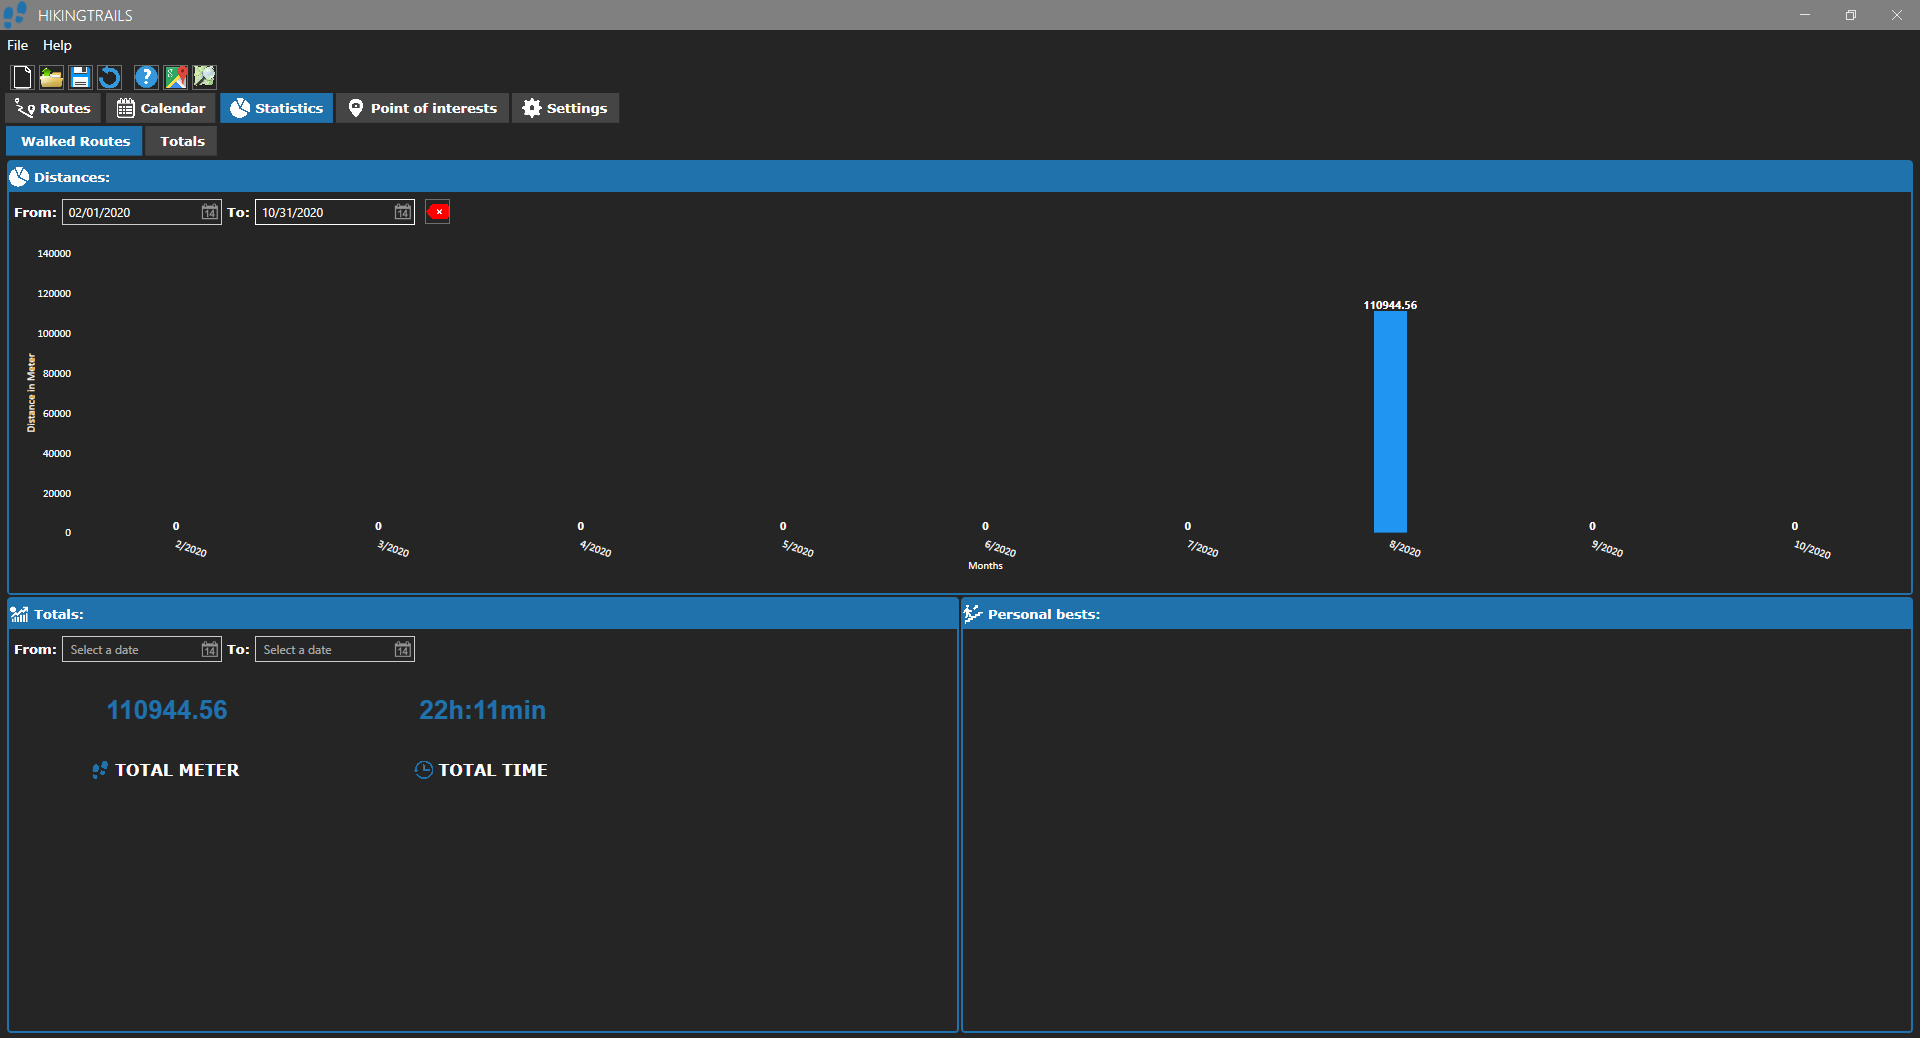 HIKINGTRAILS
File Help
Routes Calendar Statistics Point of interests Settings
Walked Routes Totals
Distances:
From: 02/01/2020 14 To: 10/31/2020 14
140000
120000
100000
80000
60000
40000
20000
0
Distance in Meter
0 0 0 0 0 0 110944.56 0 0
2/2020 3/2020 4/2020 5/2020 6/2020 7/2020 8/2020 9/2020 10/2020
Months
Totals:
From: Select a date 14 To: Select a date 14
110944.56 22h:11min
TOTAL METER TOTAL TIME
Personal bests: